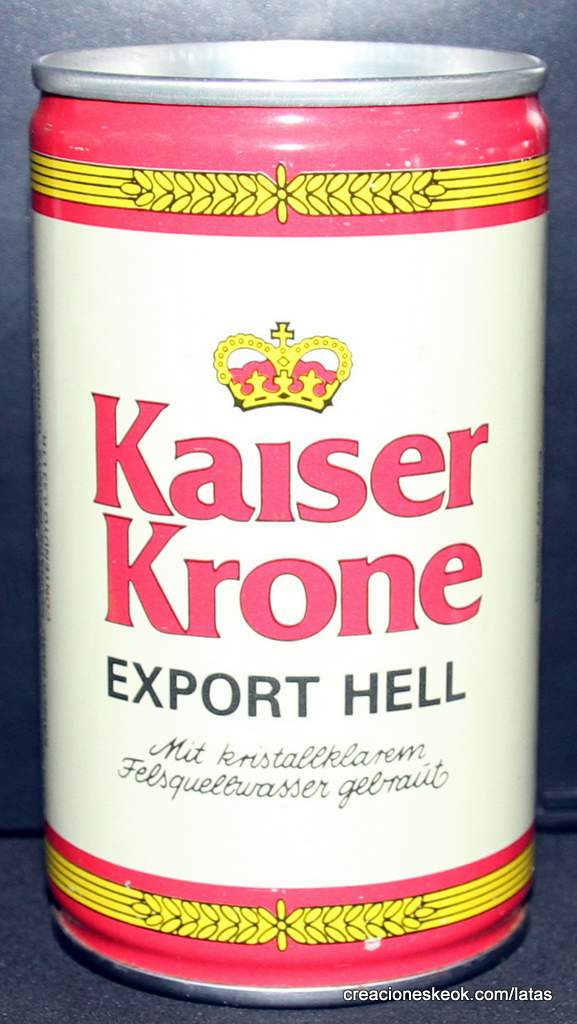 Kaiser
Krone
EXPORT HELL
Mit kristallklarem
Felsquellwasser gebraut
creacioneskeok.com/latas